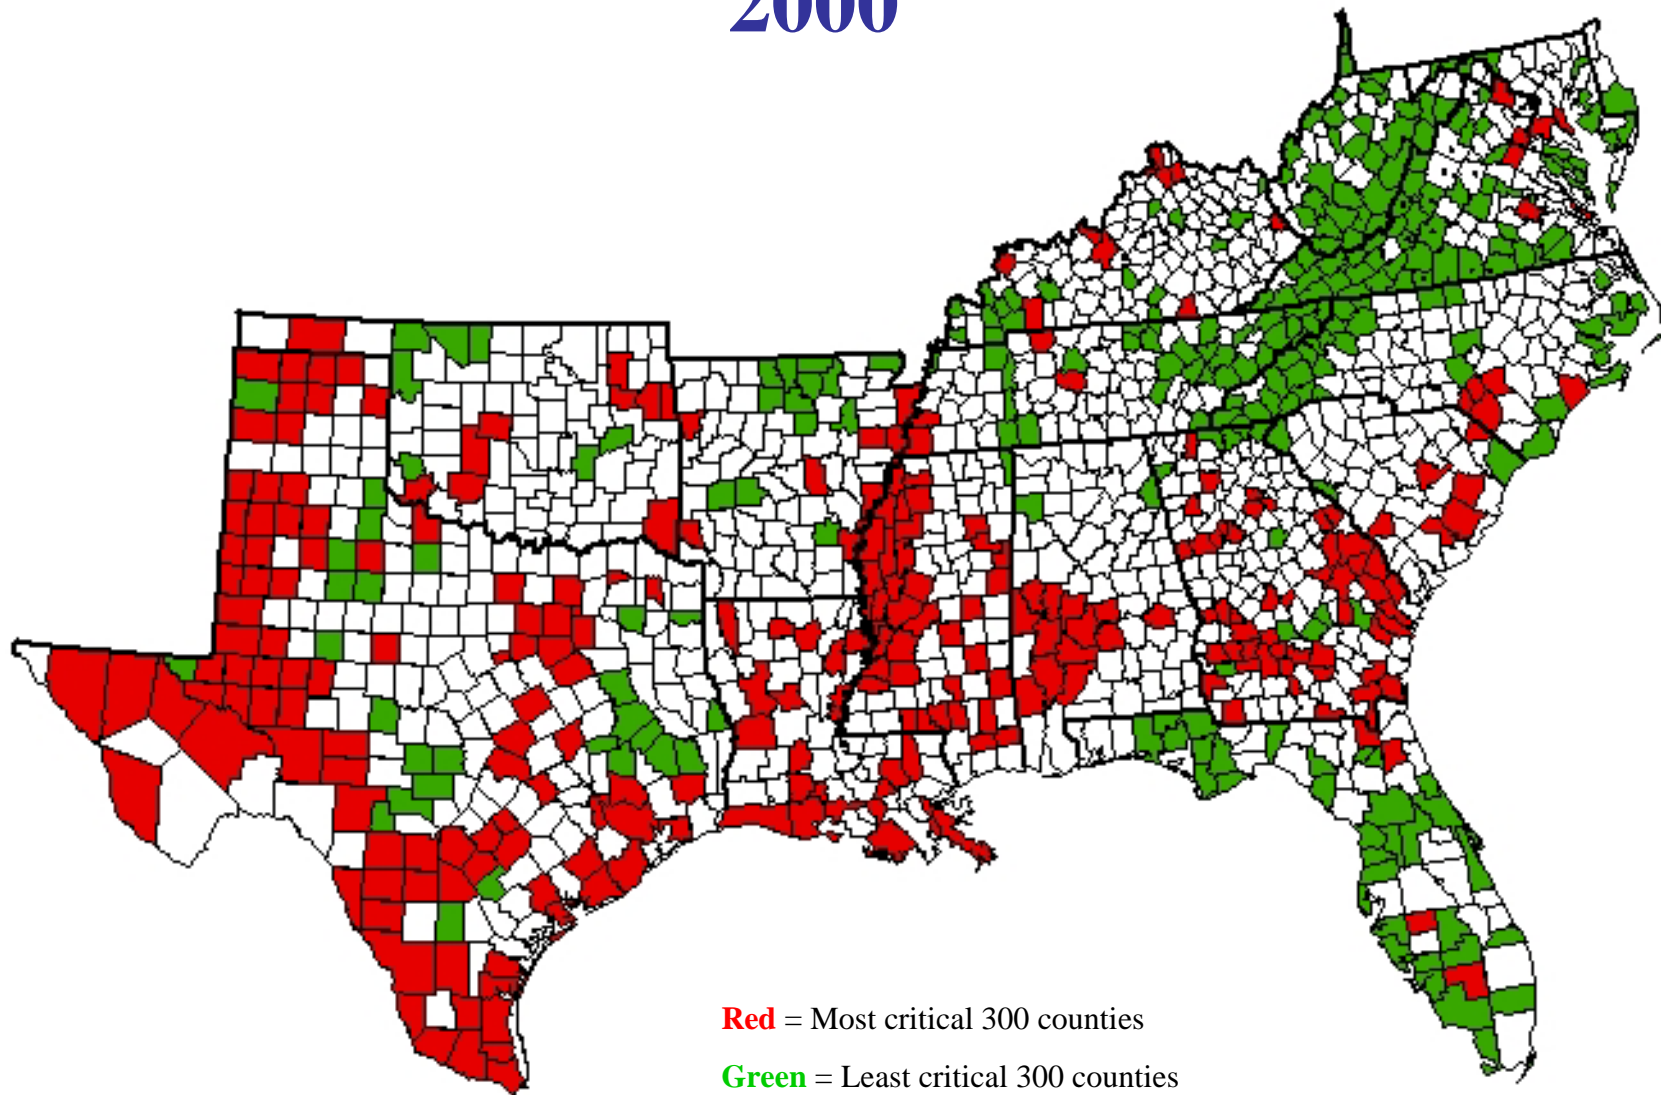 2000
Red = Most critical 300 counties
Green = Least critical 300 counties